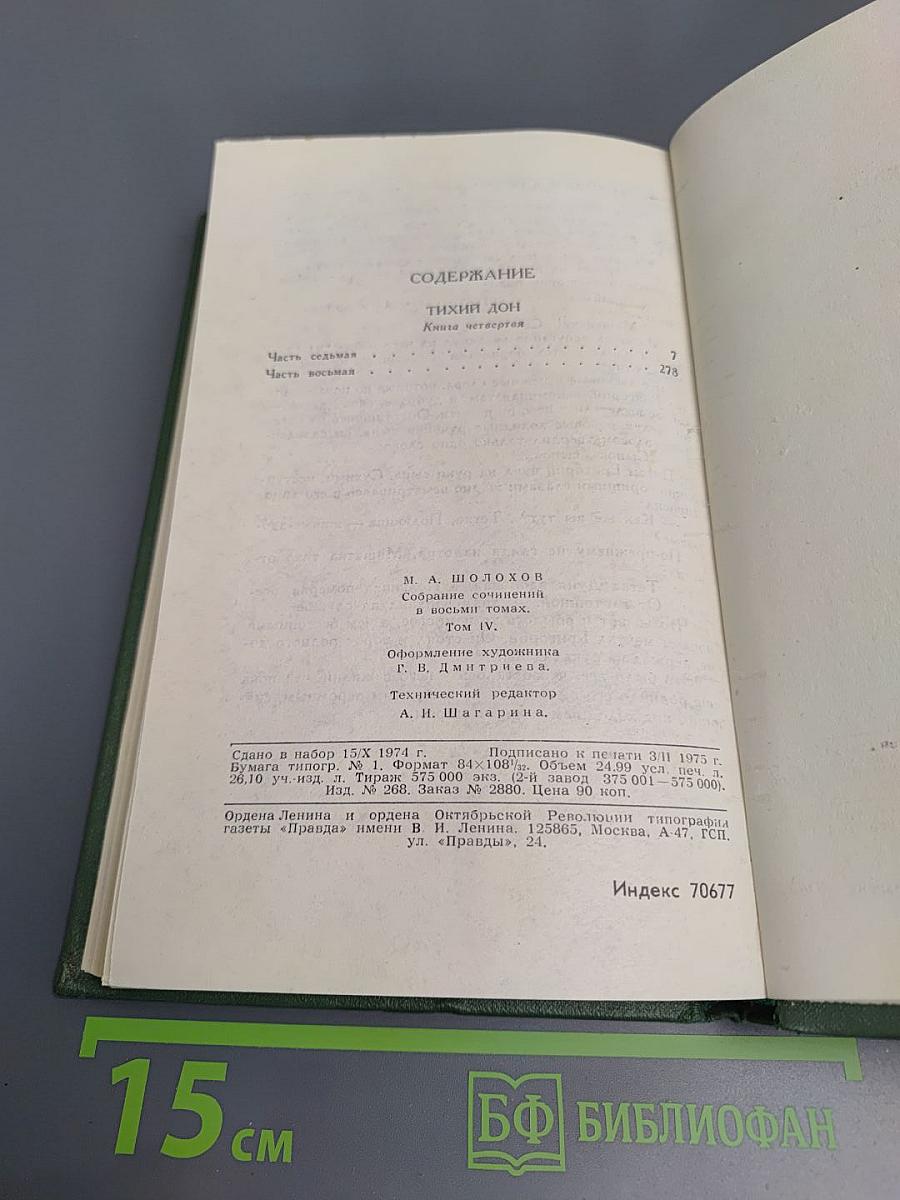 СОДЕРЖАНИЕ
ТИХИЙ ДОН
Книга четвертая
Часть седьмая . . . . . . . . . . . . . . . . . . 7
Часть восьмая . . . . . . . . . . . . . . . . . . 278
М. А. ШОЛОХОВ
Собрание сочинений
в восьми томах.
Том IV.
Оформление художника
Г. В. Дмитриева.
Технический редактор
А. И. Шагарина.
Сдано в набор 15/X 1974 г. Подписано к печати 3/II 1975 г.
Бумага типогр. № 1. Формат 84×108¹/₃₂. Объем 24.99 усл. печ. л.
26.10 уч.-изд. л. Тираж 575 000 экз. (2-й завод 375 001—575 000).
Изд. № 268. Заказ № 2880. Цена 90 коп.
Ордена Ленина и ордена Октябрьской Революции типография
газеты «Правда» имени В. И. Ленина. 125865, Москва, А-47, ГСП.
ул. «Правды», 24.
Индекс 70677
15 см
БФ БИБЛИОФАН